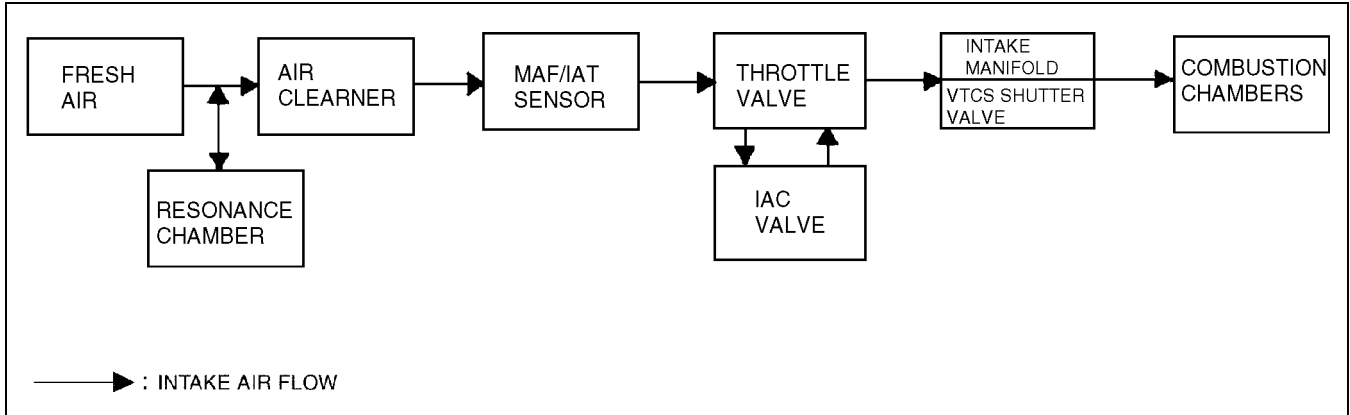 FRESH
AIR
AIR
CLEARNER
MAF/IAT
SENSOR
THROTTLE
VALVE
INTAKE
MANIFOLD
VTCS SHUTTER
VALVE
COMBUSTION
CHAMBERS
RESONANCE
CHAMBER
IAC
VALVE
: INTAKE AIR FLOW